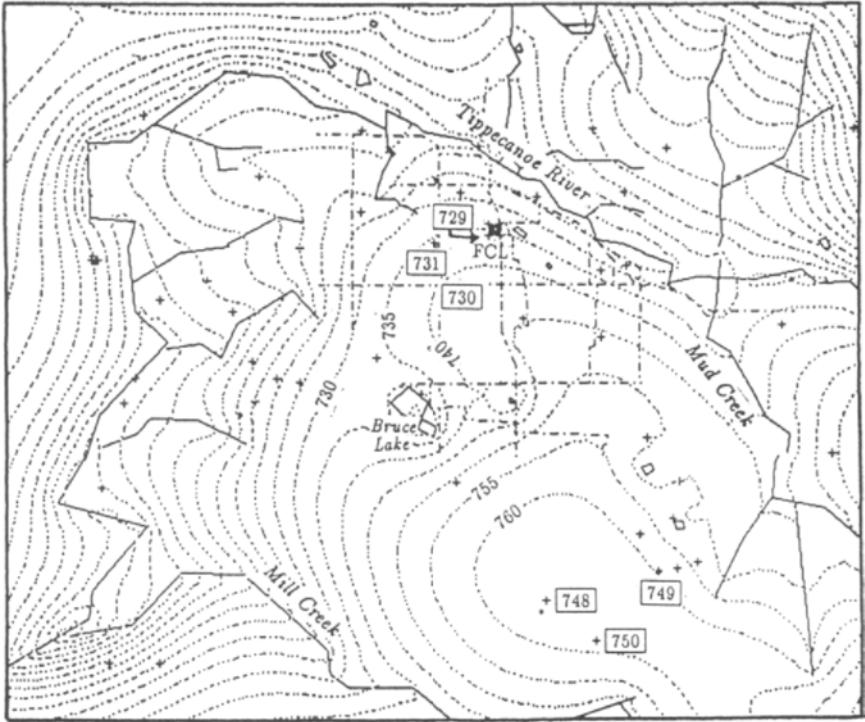 Tippecanoe River
729
FCL
731
730
735
740
730
Mud Creek
Bruce
Lake
755
760
Mill Creek
748
749
750